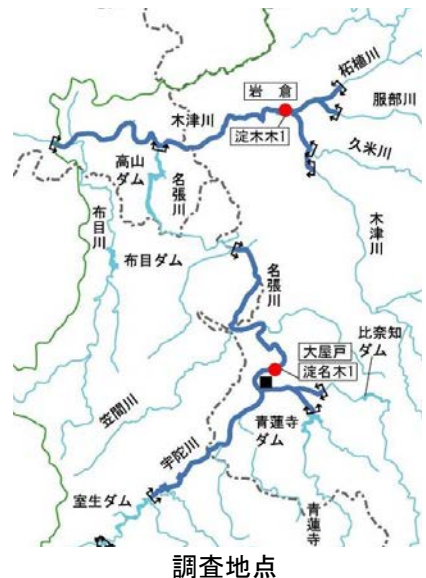 岩倉
柘植川
服部川
木津川
淀木木1
久米川
高山
ダム
名張川
木津川
布目川
布目ダム
名張川
比奈知
ダム
大屋戸
淀名木1
笠間川
青蓮寺
ダム
宇陀川
室生ダム
青蓮寺
調査地点